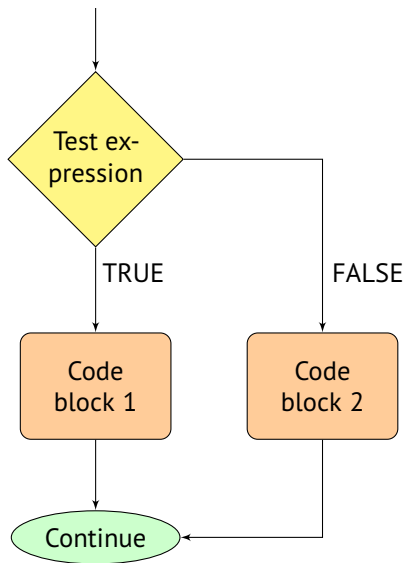 Test ex-
pression
TRUE
FALSE
Code
block 1
Code
block 2
Continue